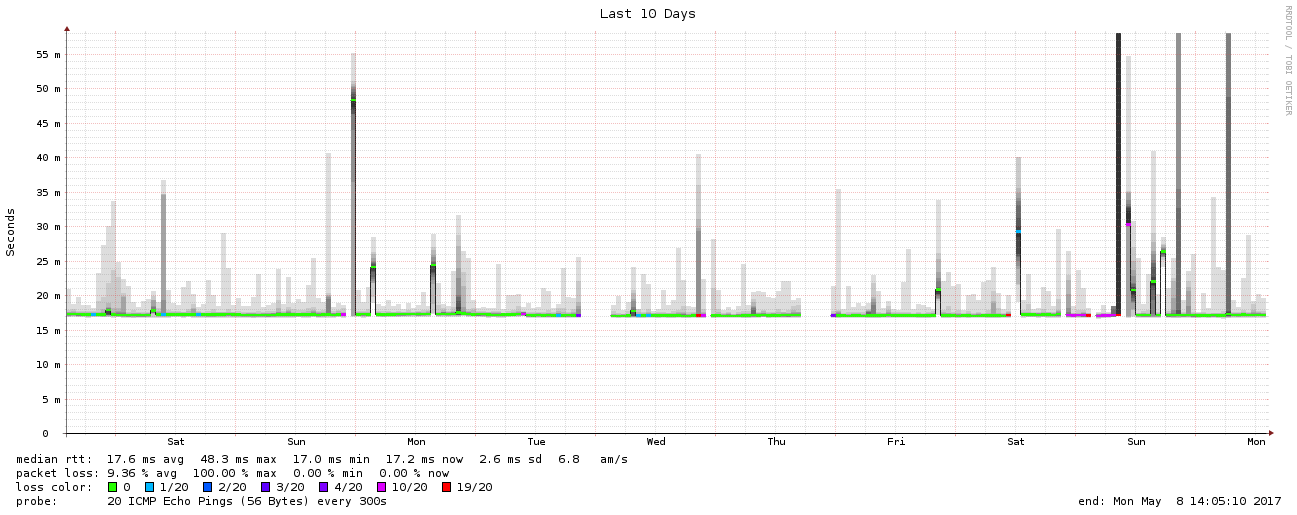 Last 10 Days
RRDTOOL / TOBI OETIKER
Seconds
55 m
50 m
45 m
40 m
35 m
30 m
25 m
20 m
15 m
10 m
5 m
0
Sat Sun Mon Tue Wed Thu Fri Sat Sun Mon
median rtt: 17.6 ms avg 48.3 ms max 17.0 ms min 17.2 ms now 2.6 ms sd 6.8 am/s
packet loss: 9.36 % avg 100.00 % max 0.00 % min 0.00 % now
loss color: 0 1/20 2/20 3/20 4/20 10/20 19/20
probe: 20 ICMP Echo Pings (56 Bytes) every 300s end: Mon May 8 14:05:10 2017